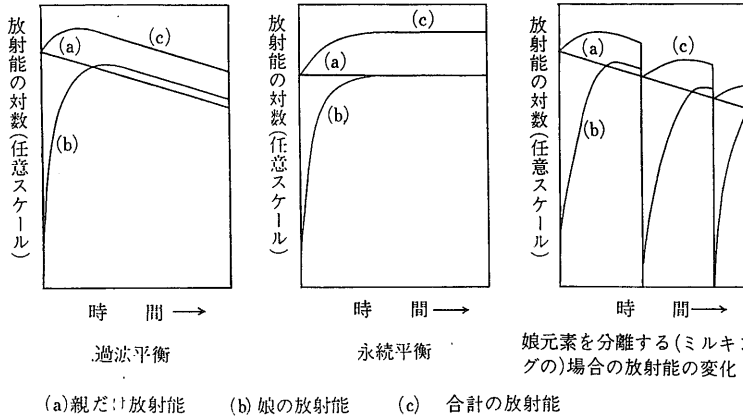 放射能の対数(任意スケール)
(a)
(c)
(b)
時 間 →
過渡平衡
放射能の対数(任意スケール)
(c)
(a)
(b)
時 間 →
永続平衡
放射能の対数(任意スケール)
(a)
(c)
(b)
時 間 →
娘元素を分離する(ミルキン
グの)場合の放射能の変化
(a)親だけ放射能 (b)娘の放射能 (c) 合計の放射能